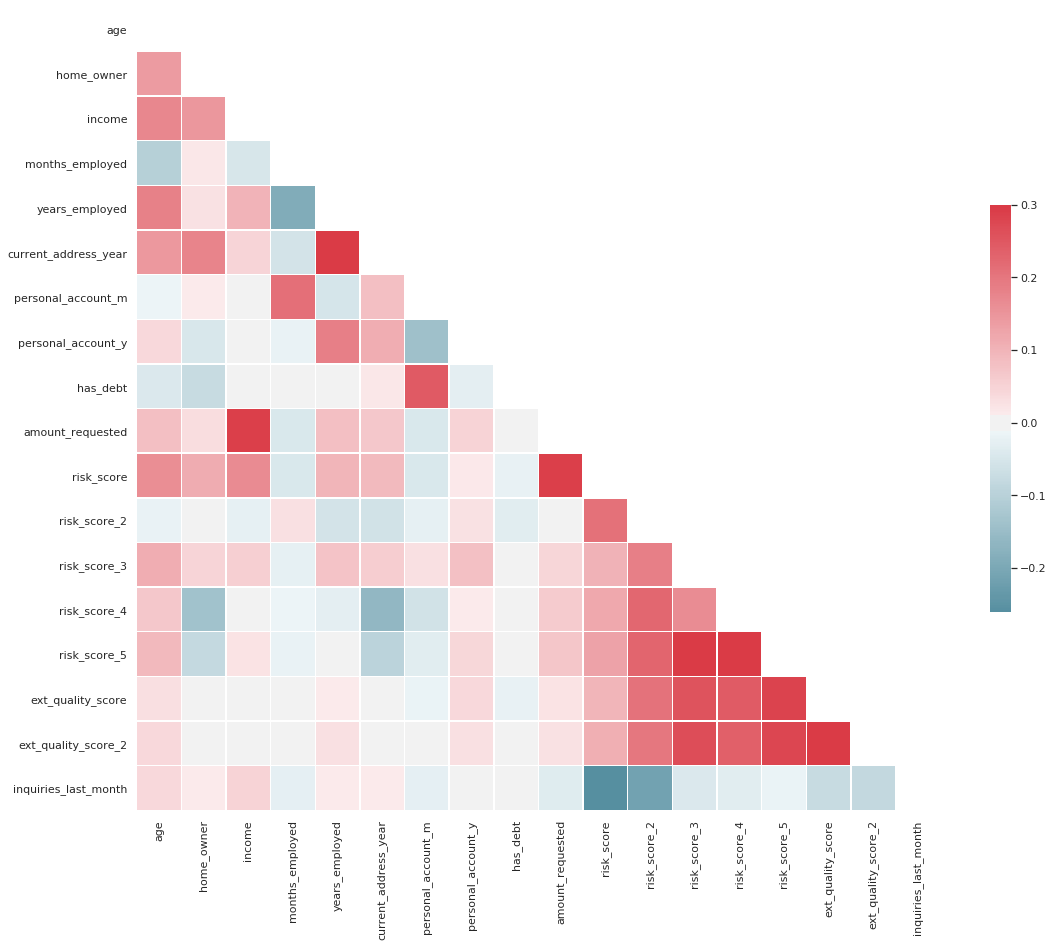 age
home_owner
income
months_employed
years_employed
current_address_year
personal_account_m
personal_account_y
has_debt
amount_requested
risk_score
risk_score_2
risk_score_3
risk_score_4
risk_score_5
ext_quality_score
ext_quality_score_2
inquiries_last_month
age
home_owner
income
months_employed
years_employed
current_address_year
personal_account_m
personal_account_y
has_debt
amount_requested
risk_score
risk_score_2
risk_score_3
risk_score_4
risk_score_5
ext_quality_score
ext_quality_score_2
inquiries_last_month
0.3
0.2
0.1
0.0
−0.1
−0.2